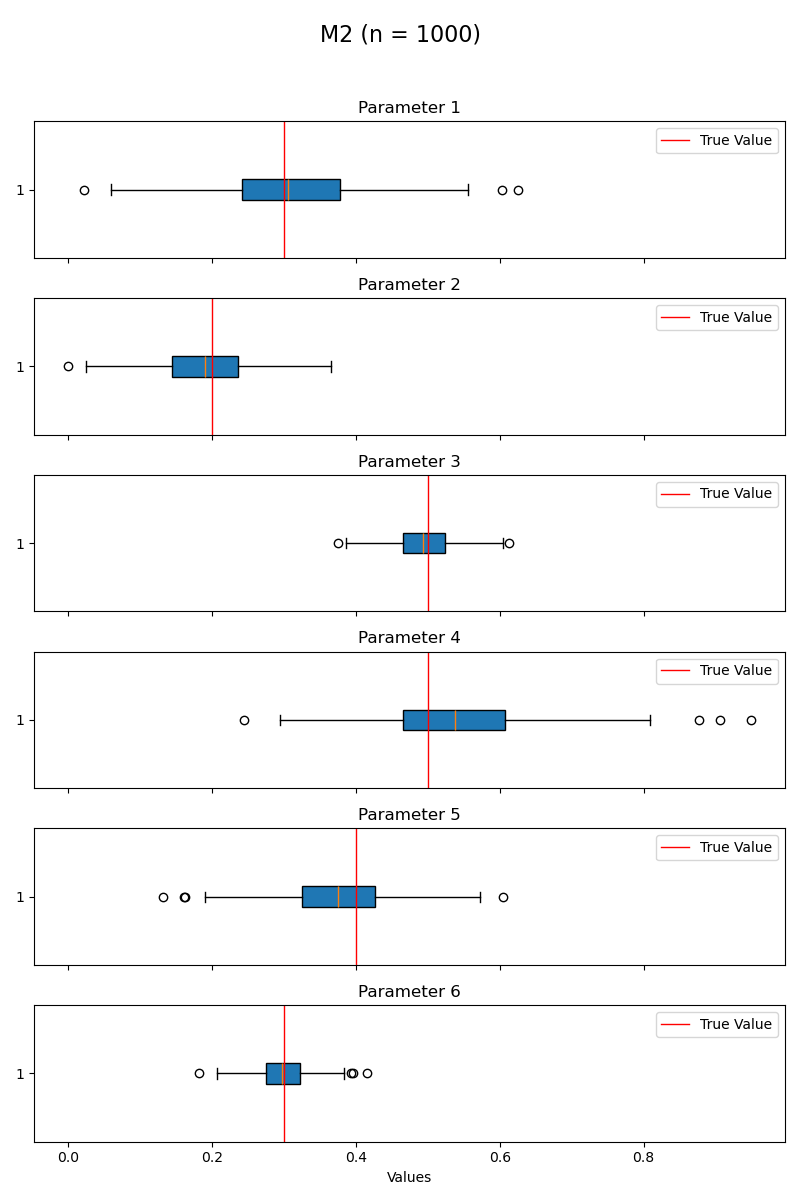 M2 (n = 1000)
Parameter 1
True Value
1
Parameter 2
True Value
1
Parameter 3
True Value
1
Parameter 4
True Value
1
Parameter 5
True Value
1
Parameter 6
True Value
1
0.0 0.2 0.4 0.6 0.8
Values